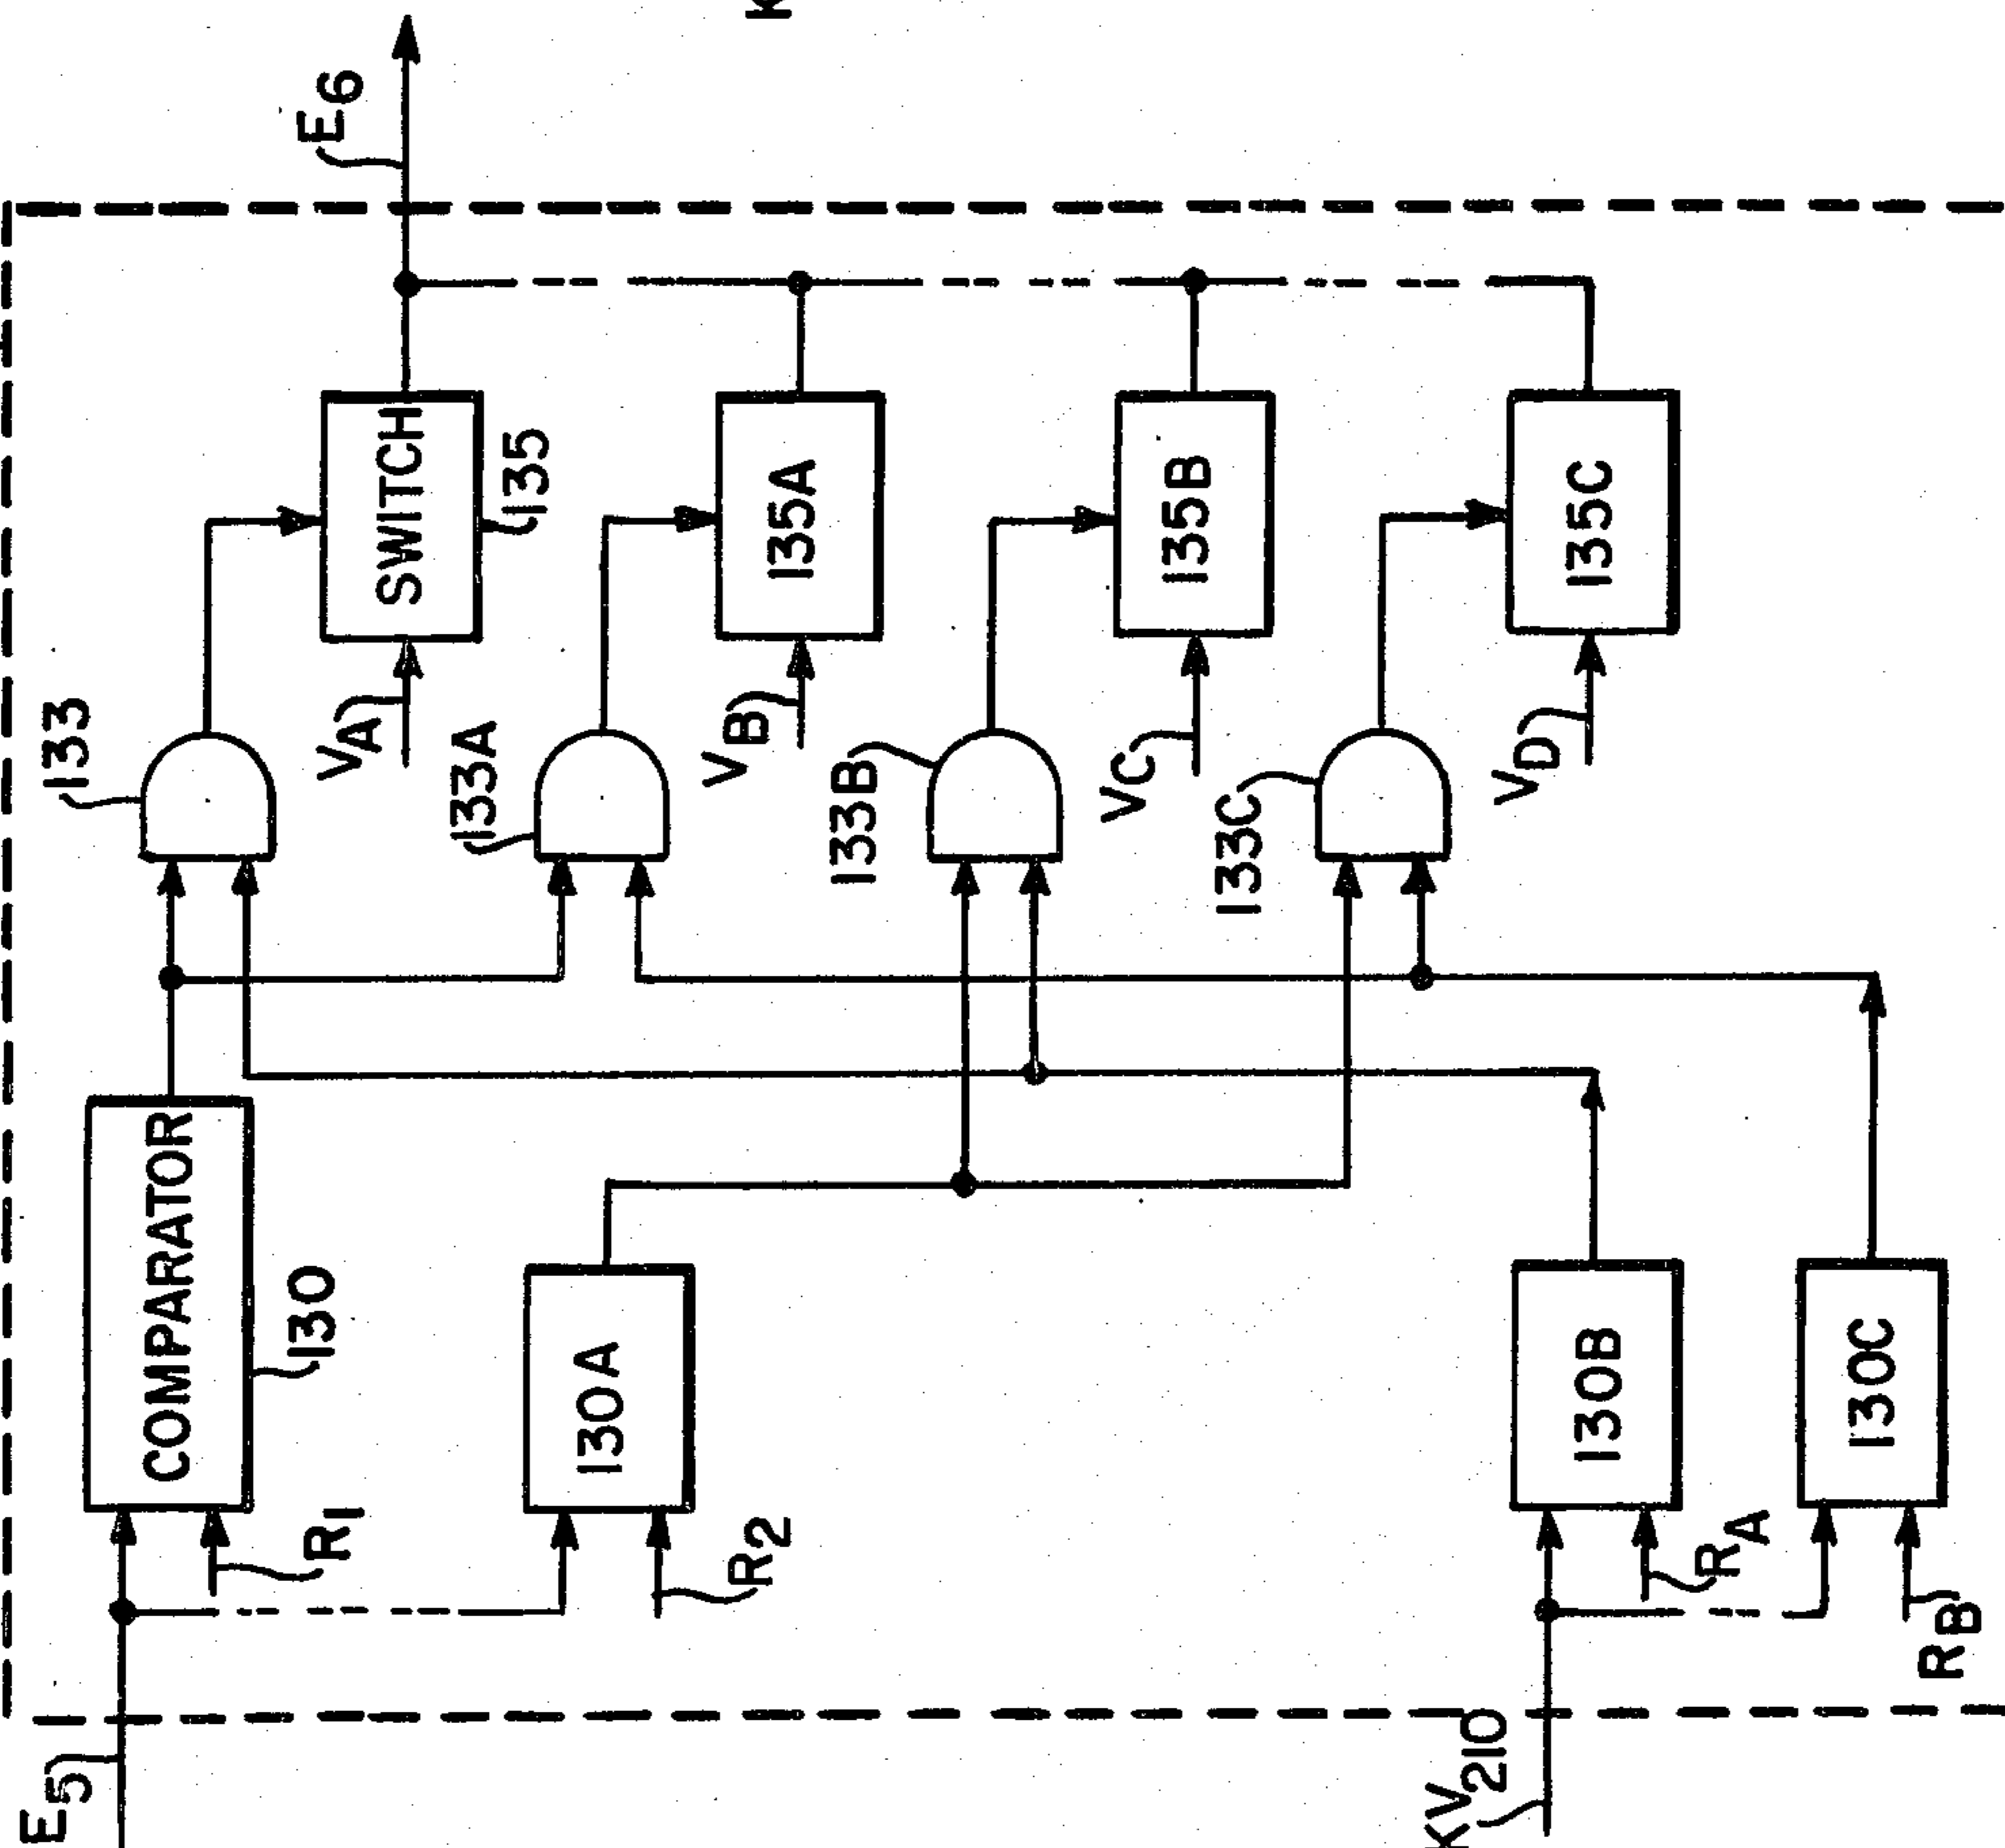 E5
COMPARATOR
130
R1
133
VA
SWITCH
135
E6
130A
R2
133A
VB
135A
133B
VC
135B
133C
VD
135C
KV210
130B
RA
130C
RB
K